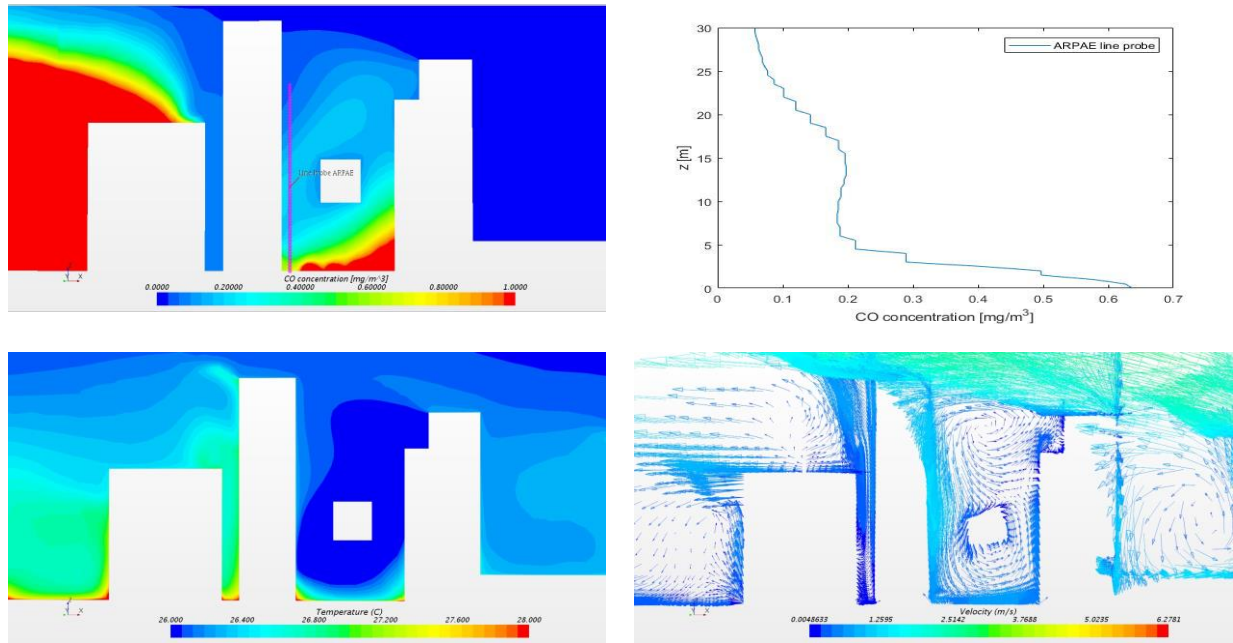 Line Probe ARPAE
CO concentration [mg/m^3]
0.0000 0.20000 0.40000 0.60000 0.80000 1.0000
Z X
ARPAE line probe
30
25
20
15
10
5
0
z [m]
0 0.1 0.2 0.3 0.4 0.5 0.6 0.7
CO concentration [mg/m3]
Temperature (C)
26.000 26.400 26.800 27.200 27.600 28.000
Z X
Velocity (m/s)
0.0048633 1.2595 2.5142 3.7688 5.0235 6.2781
Z X